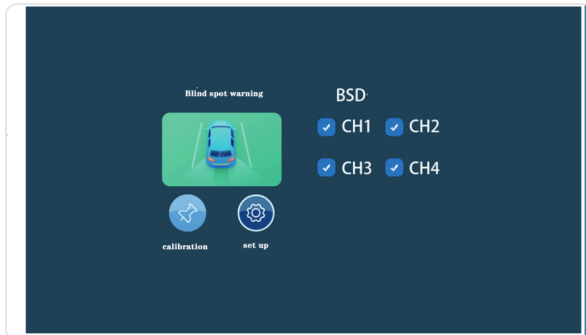 Blind spot warning
BSD
CH1
CH2
CH3
CH4
calibration
set up